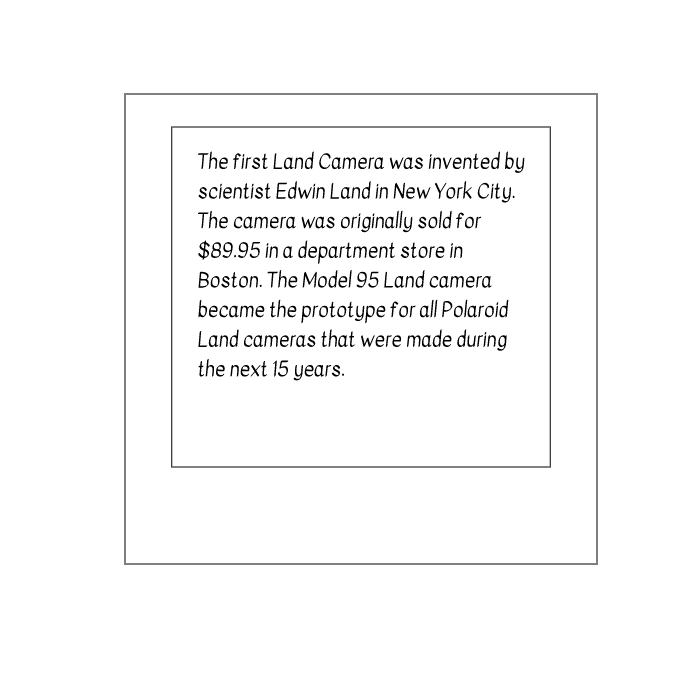 The first Land Camera was invented by
scientist Edwin Land in New York City.
The camera was originally sold for
$89.95 in a department store in
Boston. The Model 95 Land camera
became the prototype for all Polaroid
Land cameras that were made during
the next 15 years.